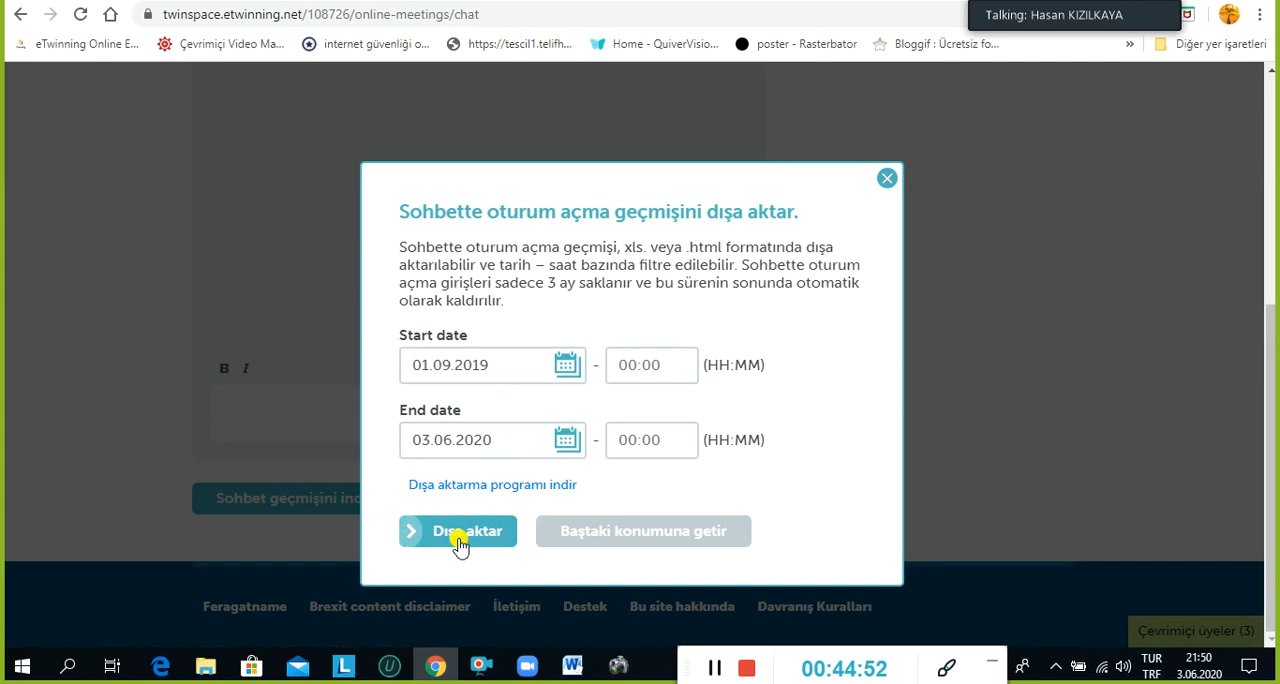 twinspace.etwinning.net/108726/online-meetings/chat
Talking: Hasan KIZILKAYA
eTwinning Online E...
Çevrimiçi Video Ma...
internet güvenliği o...
https://tescil1.telifh...
Home - QuiverVisio...
poster - Rasterbator
Bloggif : Ücretsiz fo...
»
Diğer yer işaretleri
Sohbette oturum açma geçmişini dışa aktar.
Sohbette oturum açma geçmişi, xls. veya .html formatında dışa
aktarılabilir ve tarih – saat bazında filtre edilebilir. Sohbette oturum
açma girişleri sadece 3 ay saklanır ve bu sürenin sonunda otomatik
olarak kaldırılır.
Start date
01.09.2019 - 00:00 (HH:MM)
End date
03.06.2020 - 00:00 (HH:MM)
Dışa aktarma programı indir
Dışa aktar
Baştaki konumuna getir
B I
Sohbet geçmişini ind
Feragatname
Brexit content disclaimer
İletişim
Destek
Bu site hakkında
Davranış Kuralları
Çevrimiçi üyeler (3)
00:44:52
TUR
TRF
21:50
3.06.2020